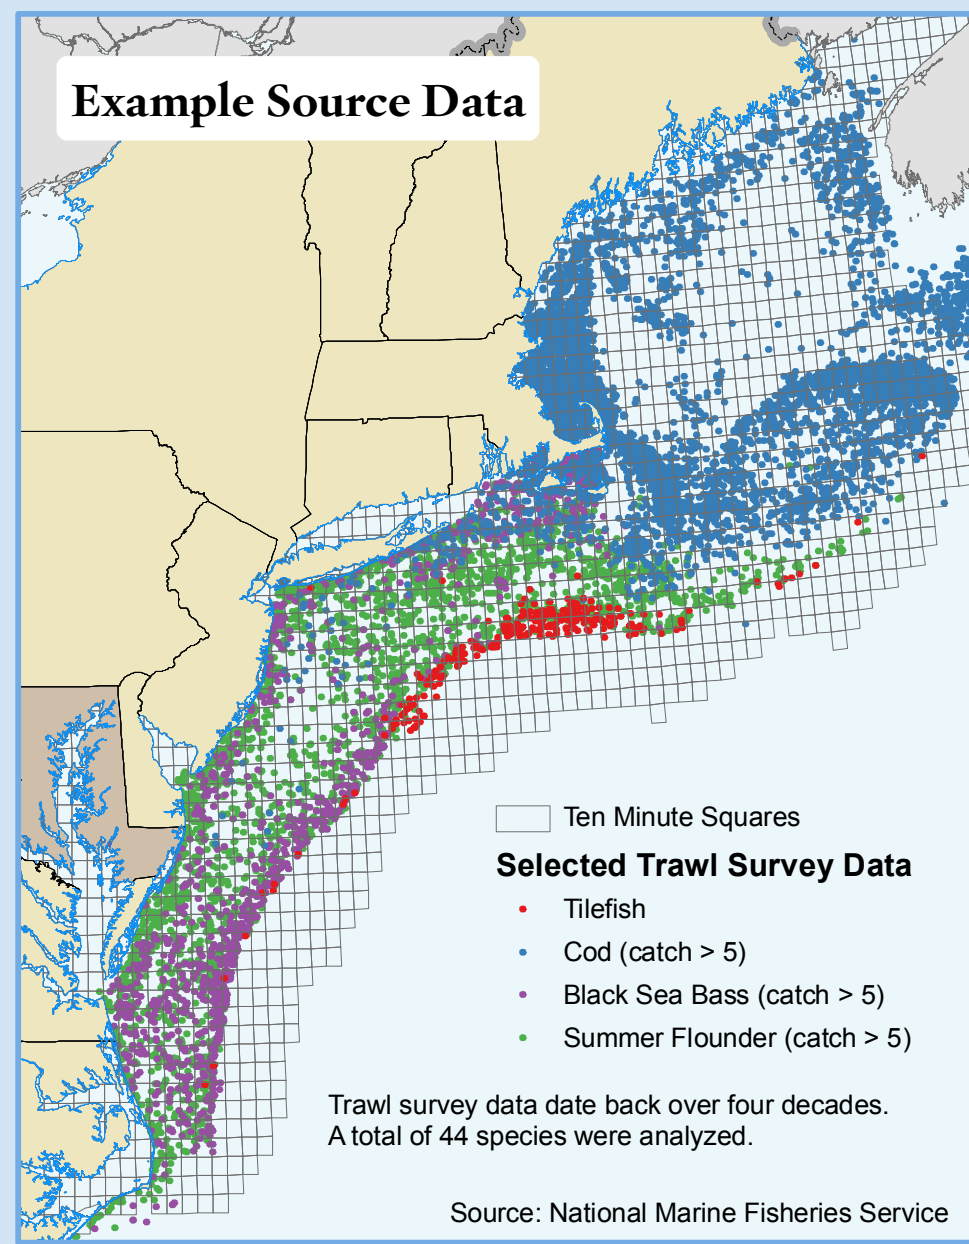 Example Source Data
Ten Minute Squares
Selected Trawl Survey Data
Tilefish
Cod (catch > 5)
Black Sea Bass (catch > 5)
Summer Flounder (catch > 5)
Trawl survey data date back over four decades.
A total of 44 species were analyzed.
Source: National Marine Fisheries Service